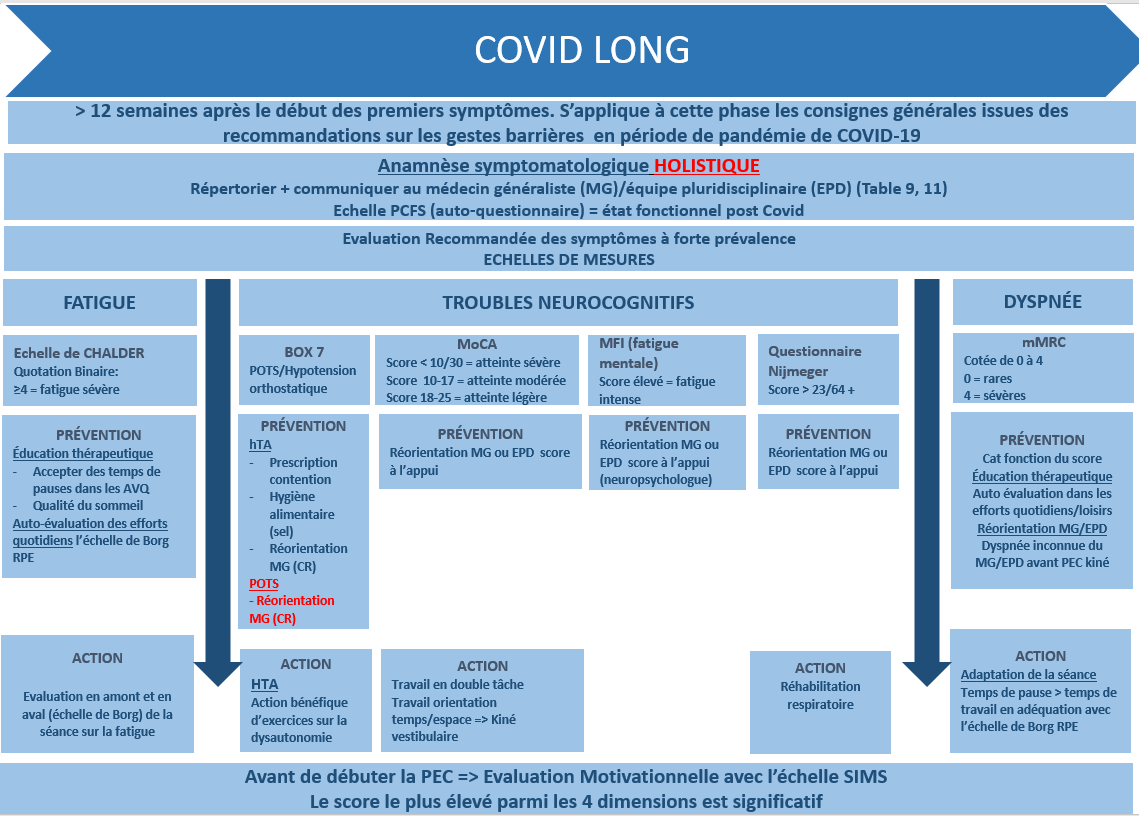 COVID LONG
> 12 semaines après le début des premiers symptômes. S’applique à cette phase les consignes générales issues des
recommandations sur les gestes barrières en période de pandémie de COVID-19
Anamnèse symptomatologique HOLISTIQUE
Répertorier + communiquer au médecin généraliste (MG)/équipe pluridisciplinaire (EPD) (Table 9, 11)
Echelle PCFS (auto-questionnaire) = état fonctionnel post Covid
Evaluation Recommandée des symptômes à forte prévalence
ECHELLES DE MESURES
FATIGUE
Echelle de CHALDER
Quotation Binaire:
≥4 = fatigue sévère
PRÉVENTION
Éducation thérapeutique
- Accepter des temps de
pauses dans les AVQ
- Qualité du sommeil
Auto-évaluation des efforts
quotidiens l’échelle de Borg
RPE
ACTION
Evaluation en amont et en
aval (échelle de Borg) de la
séance sur la fatigue
TROUBLES NEUROCOGNITIFS
BOX 7
POTS/Hypotension
orthostatique
PRÉVENTION
hTA
- Prescription
contention
- Hygiène
alimentaire
(sel)
- Réorientation
MG (CR)
POTS
- Réorientation
MG (CR)
ACTION
HTA
Action bénéfique
d’exercices sur la
dysautonomie
MoCA
Score < 10/30 = atteinte sévère
Score 10-17 = atteinte modérée
Score 18-25 = atteinte légère
PRÉVENTION
Réorientation MG ou EPD score
à l’appui
ACTION
Travail en double tâche
Travail orientation
temps/espace => Kiné
vestibulaire
MFI (fatigue
mentale)
Score élevé = fatigue
intense
PRÉVENTION
Réorientation MG ou
EPD score à l’appui
(neuropsychologue)
Questionnaire
Nijmeger
Score > 23/64 +
PRÉVENTION
Réorientation MG ou
EPD score à l’appui
ACTION
Réhabilitation
respiratoire
DYSPNÉE
mMRC
Cotée de 0 à 4
0 = rares
4 = sévères
PRÉVENTION
Cat fonction du score
Éducation thérapeutique
Auto évaluation dans les
efforts quotidiens/loisirs
Réorientation MG/EPD
Dyspnée inconnue du
MG/EPD avant PEC kiné
ACTION
Adaptation de la séance
Temps de pause > temps de
travail en adéquation avec
l’échelle de Borg RPE
Avant de débuter la PEC => Evaluation Motivationnelle avec l’échelle SIMS
Le score le plus élevé parmi les 4 dimensions est significatif